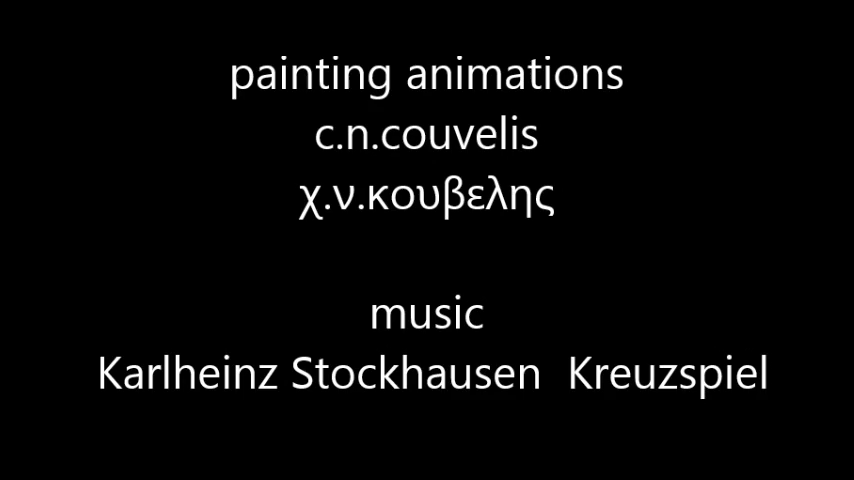 painting animations
c.n.couvelis
χ.ν.κουβελης
music
Karlheinz Stockhausen  Kreuzspiel